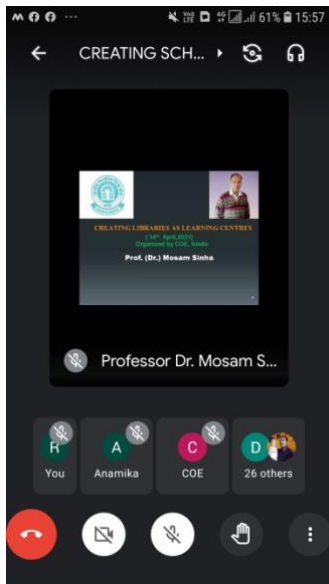 61% 15:57
CREATING SCH...
CREATING LIBRARIES AS LEARNING CENTRES
( 16th April,2021)
Organized by COE, Noida
Prof. (Dr.) Mosam Sinha
Professor Dr. Mosam S...
R
A
C
D
You
Anamika
COE
26 others